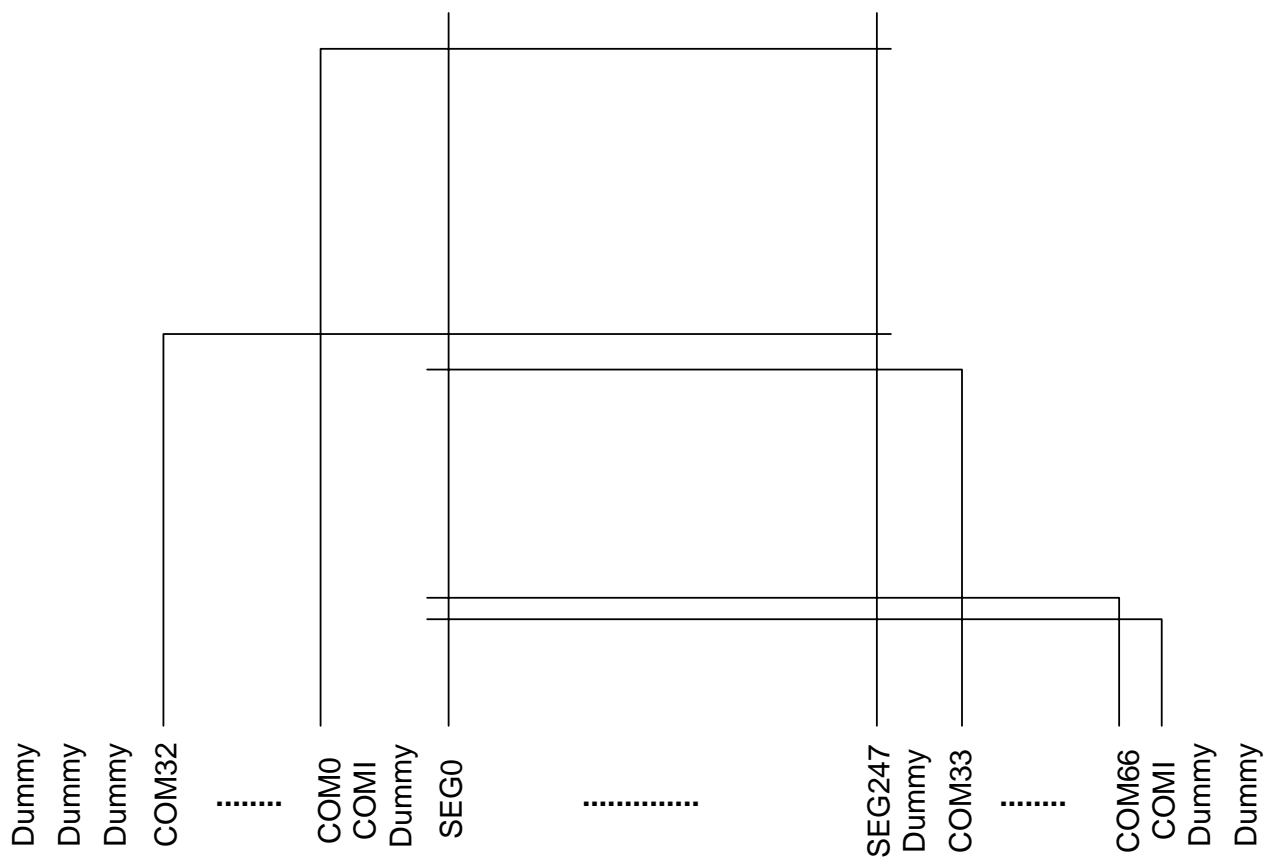 Dummy
Dummy
Dummy
COM32
........
COM0
COMI
Dummy
SEG0
..............
SEG247
Dummy
COM33
........
COM66
COMI
Dummy
Dummy